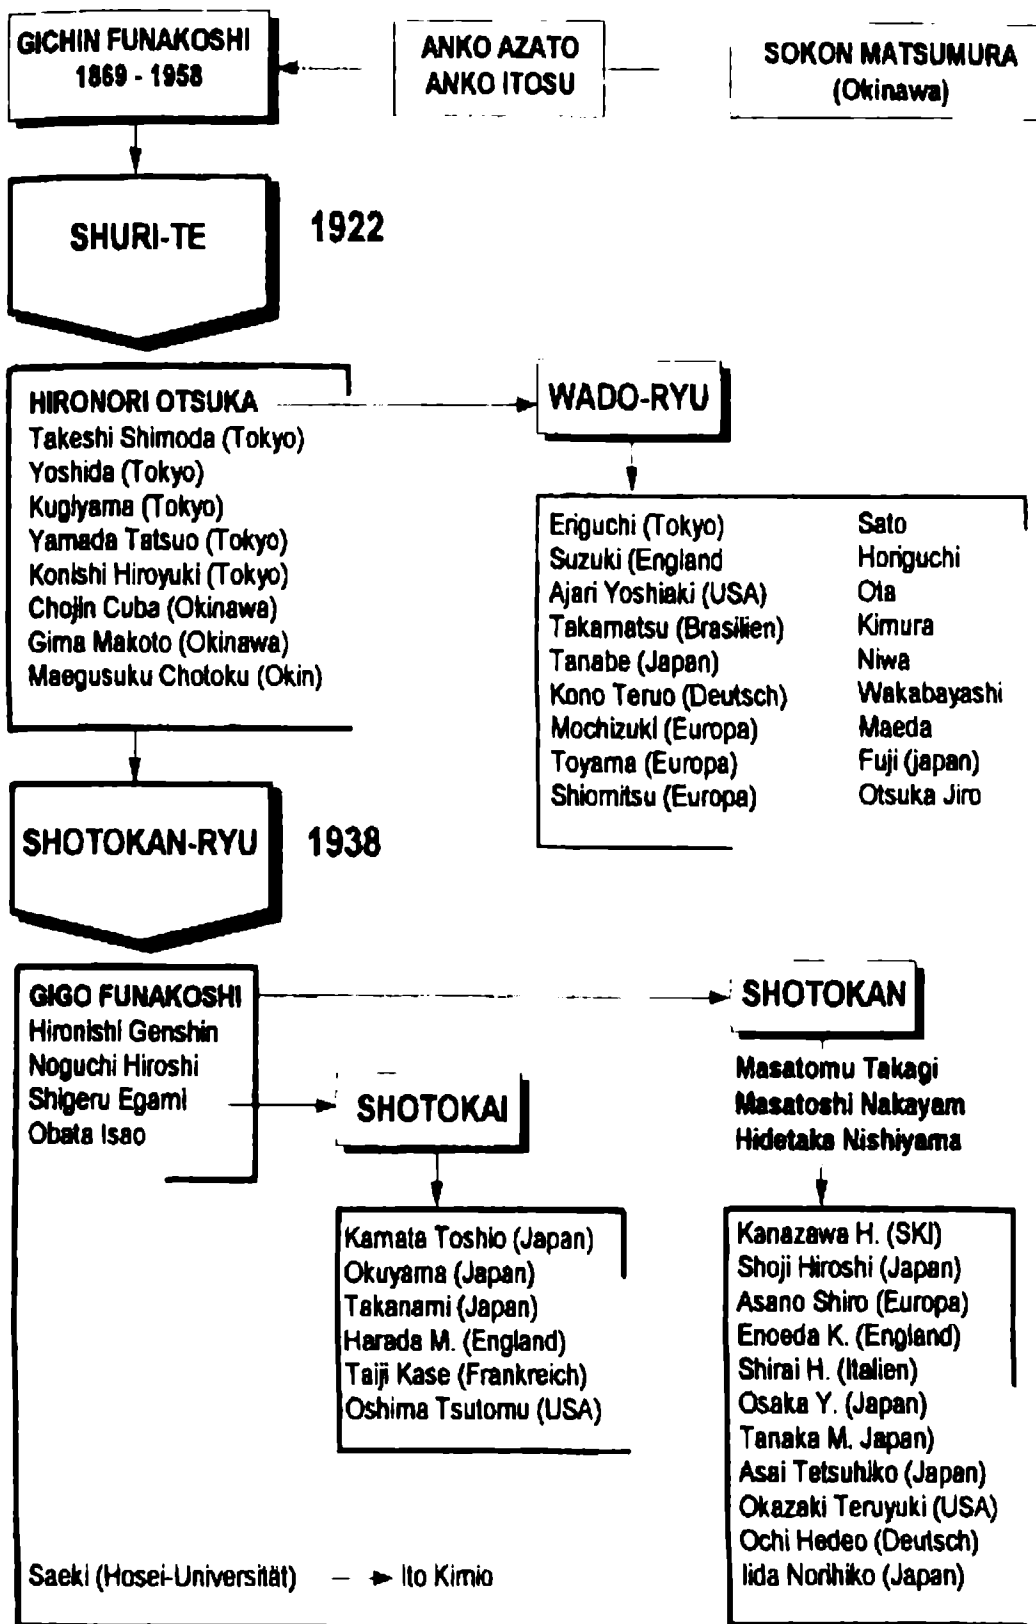 GICHIN FUNAKOSHI
1869 - 1958
ANKO AZATO
ANKO ITOSU
SOKON MATSUMURA
(Okinawa)
SHURI-TE
1922
HIRONORI OTSUKA
Takeshi Shimoda (Tokyo)
Yoshida (Tokyo)
Kugiyama (Tokyo)
Yamada Tatsuo (Tokyo)
Konishi Hiroyuki (Tokyo)
Chojin Cuba (Okinawa)
Gima Makoto (Okinawa)
Maegusuku Chotoku (Okin)
WADO-RYU
Eriguchi (Tokyo)
Suzuki (England
Ajari Yoshiaki (USA)
Takamatsu (Brasilien)
Tanabe (Japan)
Kono Teruo (Deutsch)
Mochizuki (Europa)
Toyama (Europa)
Shiomitsu (Europa)
Sato
Horiguchi
Ota
Kimura
Niwa
Wakabayashi
Maeda
Fuji (japan)
Otsuka Jiro
SHOTOKAN-RYU
1938
GIGO FUNAKOSHI
Hironishi Genshin
Noguchi Hiroshi
Shigeru Egami
Obata Isao
SHOTOKAI
Kamata Toshio (Japan)
Okuyama (Japan)
Takanami (Japan)
Harada M. (England)
Taiji Kase (Frankreich)
Oshima Tsutomu (USA)
SHOTOKAN
Masatomu Takagi
Masatoshi Nakayam
Hidetaka Nishiyama
Kanazawa H. (SKI)
Shoji Hiroshi (Japan)
Asano Shiro (Europa)
Enoeda K. (England)
Shirai H. (Italien)
Osaka Y. (Japan)
Tanaka M. Japan)
Asai Tetsuhiko (Japan)
Okazaki Teruyuki (USA)
Ochi Hedeo (Deutsch)
Iida Norihiko (Japan)
Saeki (Hosei-Universität) Ito Kimio